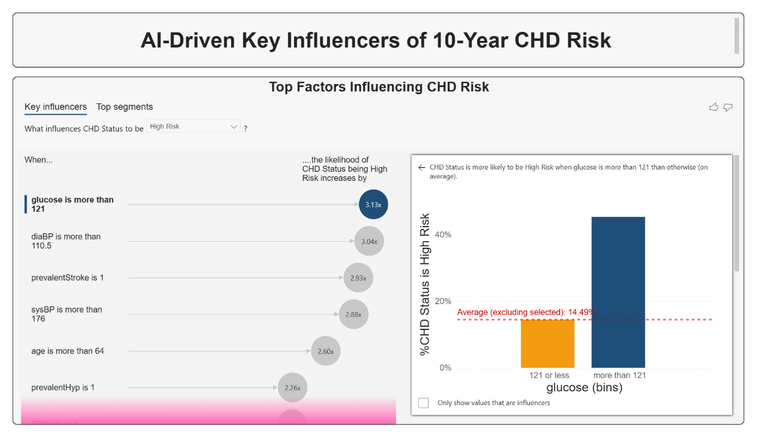 AI-Driven Key Influencers of 10-Year CHD Risk
Top Factors Influencing CHD Risk
Key influencers Top segments
What influences CHD Status to be High Risk ?
When...
....the likelihood of
CHD Status being High
Risk increases by
glucose is more than
121
3.13x
diaBP is more than
110.5
3.04x
prevalentStroke is 1
2.93x
sysBP is more than
176
2.88x
age is more than 64
2.60x
prevalentHyp is 1
2.26x
CHD Status is more likely to be High Risk when glucose is more than 121 than otherwise (on
average).
%CHD Status is High Risk
40%
20%
0%
Average (excluding selected): 14.49%
121 or less
more than 121
glucose (bins)
Only show values that are influencers